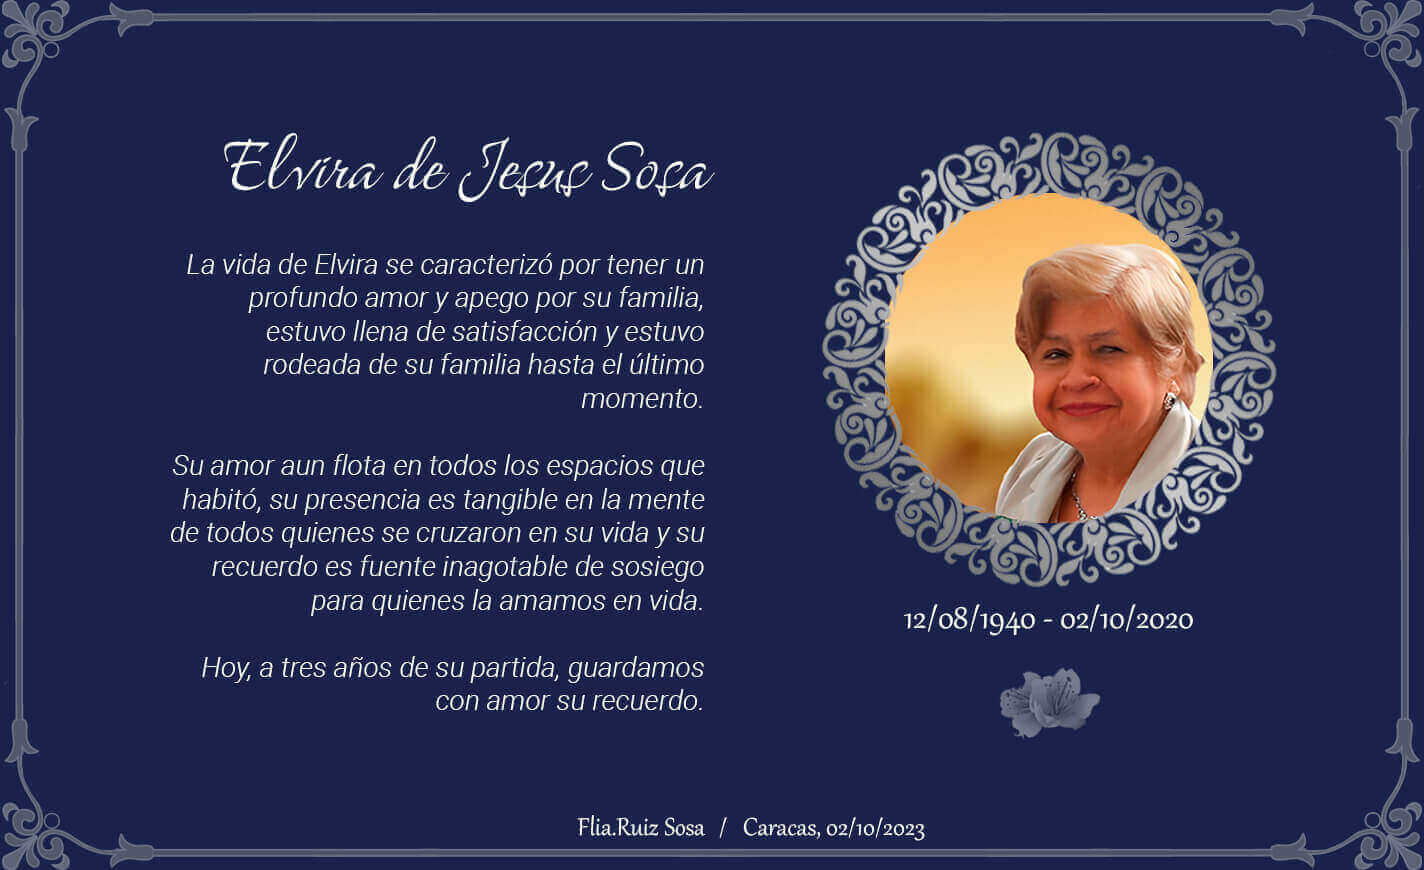 Elvira de Jesus Sosa
La vida de Elvira se caracterizó por tener un
profundo amor y apego por su familia,
estuvo llena de satisfacción y estuvo
rodeada de su familia hasta el último
momento.
Su amor aun flota en todos los espacios que
habitó, su presencia es tangible en la mente
de todos quienes se cruzaron en su vida y su
recuerdo es fuente inagotable de sosiego
para quienes la amamos en vida.
Hoy, a tres años de su partida, guardamos
con amor su recuerdo.
12/08/1940 - 02/10/2020
Flia.Ruiz Sosa / Caracas, 02/10/2023